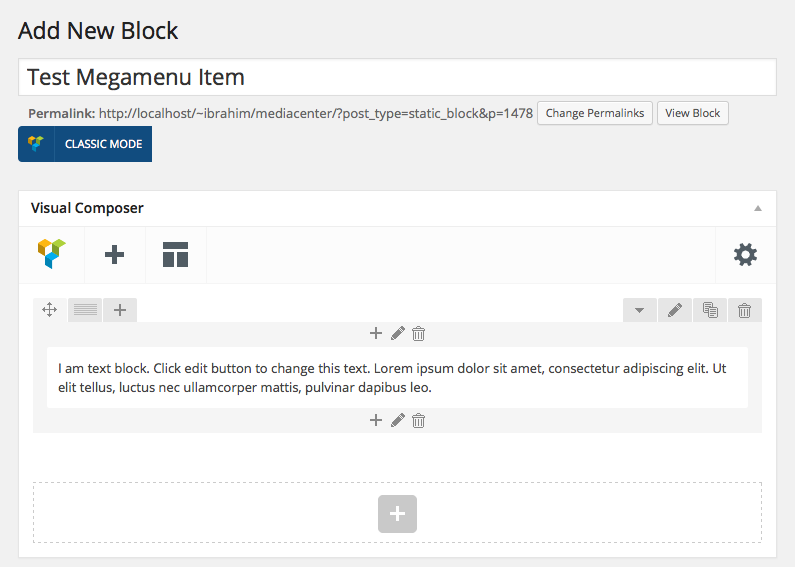 Add New Block
Test Megamenu Item
Permalink: http://localhost/~ibrahim/mediacenter/?post_type=static_block&p=1478 Change Permalinks View Block
CLASSIC MODE
Visual Composer
I am text block. Click edit button to change this text. Lorem ipsum dolor sit amet, consectetur adipiscing elit. Ut
elit tellus, luctus nec ullamcorper mattis, pulvinar dapibus leo.